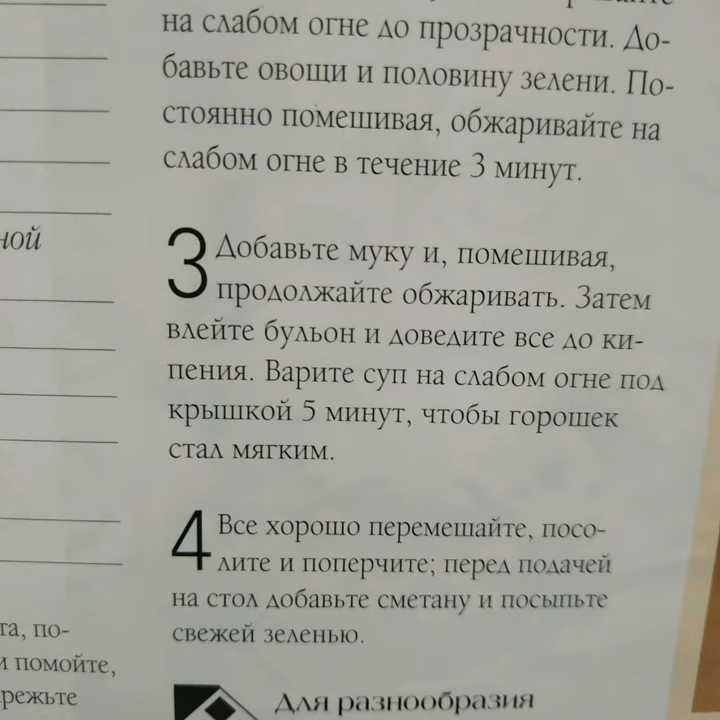 ной
та, по-
и помойте,
режьте
на слабом огне до прозрачности. До-
бавьте овощи и половину зелени. По-
стоянно помешивая, обжаривайте на
слабом огне в течение 3 минут.
3 Добавьте муку и, помешивая,
продолжайте обжаривать. Затем
влейте бульон и доведите все до ки-
пения. Варите суп на слабом огне под
крышкой 5 минут, чтобы горошек
стал мягким.
4 Все хорошо перемешайте, посо-
лите и поперчите; перед подачей
на стол добавьте сметану и посыпьте
свежей зеленью.
Для разнообразия